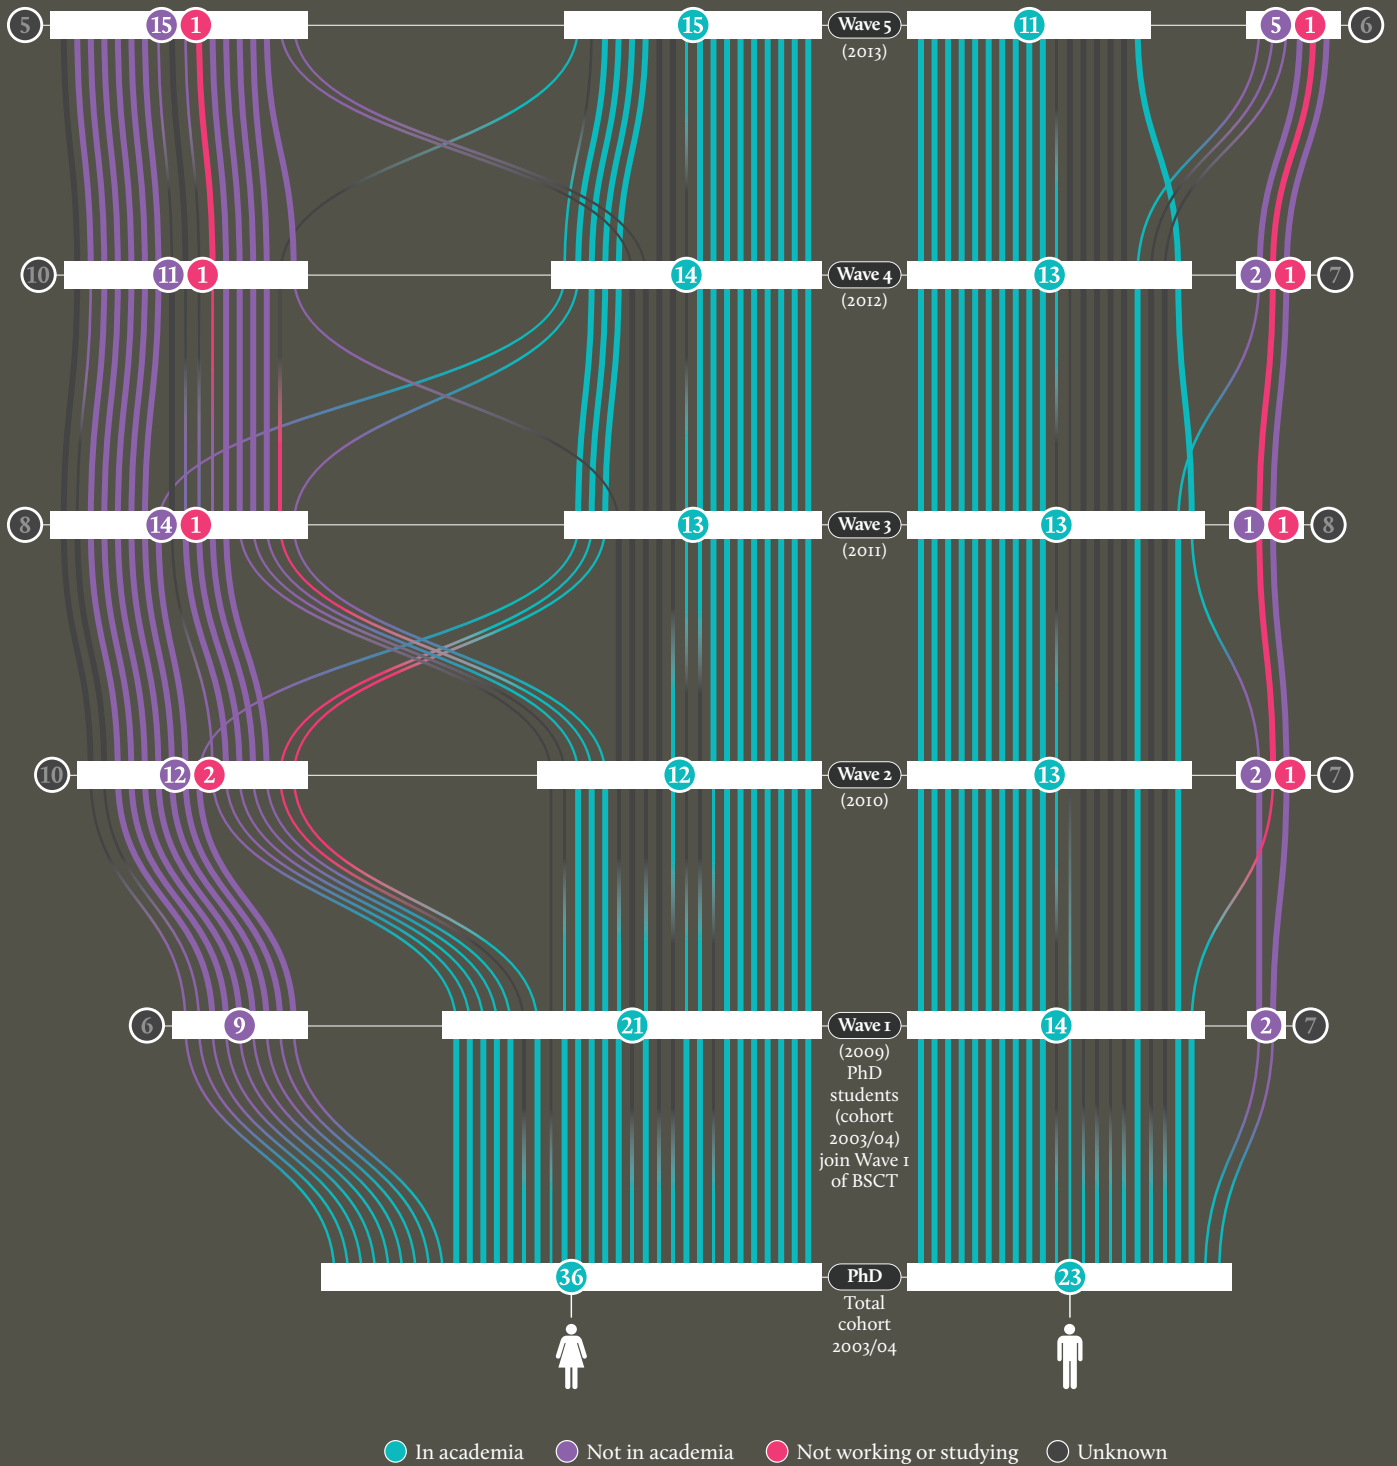 5 15 1 15 Wave 5 11 5 1 6
(2013)
10 11 1 14 Wave 4 13 2 1 7
(2012)
8 14 1 13 Wave 3 13 1 1 8
(2011)
10 12 2 12 Wave 2 13 2 1 7
(2010)
6 9 21 Wave 1 14 2 7
(2009)
PhD
students
(cohort
2003/04)
join Wave 1
of BSCT
36 PhD 23
Total
cohort
2003/04
In academia Not in academia Not working or studying Unknown